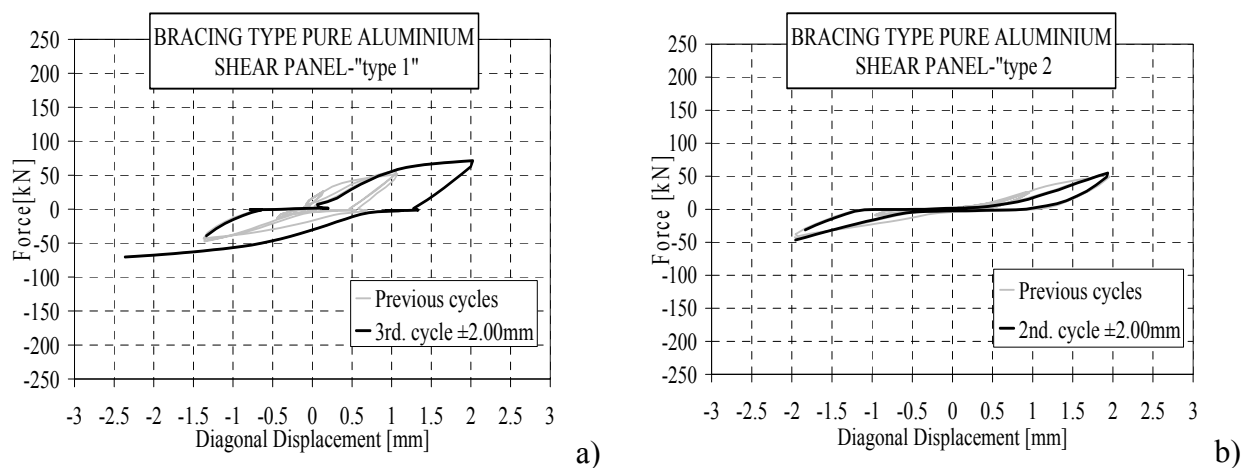 BRACING TYPE PURE ALUMINIUM
SHEAR PANEL-"type 1"
250
200
150
100
50
0
-50
-100
-150
-200
-250
Force[kN]
Previous cycles
3rd. cycle ±2.00mm
-3 -2.5 -2 -1.5 -1 -0.5 0 0.5 1 1.5 2 2.5 3
Diagonal Displacement [mm]
a)
BRACING TYPE PURE ALUMINIUM
SHEAR PANEL-"type 2
250
200
150
100
50
0
-50
-100
-150
-200
-250
Force [kN]
Previous cycles
2nd. cycle ±2.00mm
-3 -2.5 -2 -1.5 -1 -0.5 0 0.5 1 1.5 2 2.5 3
Diagonal Displacement [mm]
b)